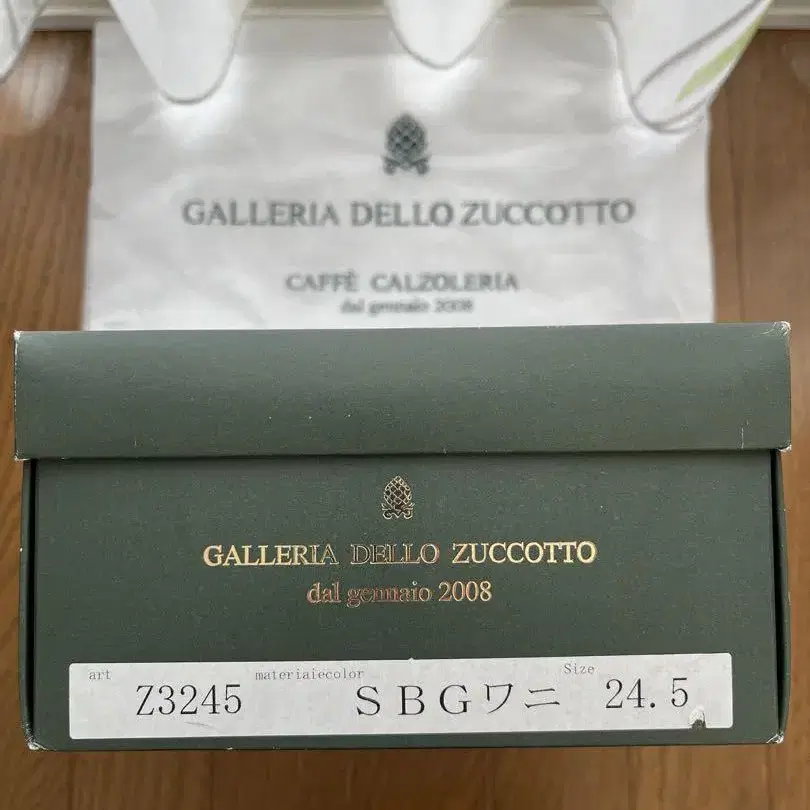 GALLERIA DELLO ZUCCOTTO
CAFFÈ CALZOLERIA
dal gennaio 2008
GALLERIA DELLO ZUCCOTTO
dal gennaio 2008
art Z3245 materiaiecolor SBGワニ Size 24.5